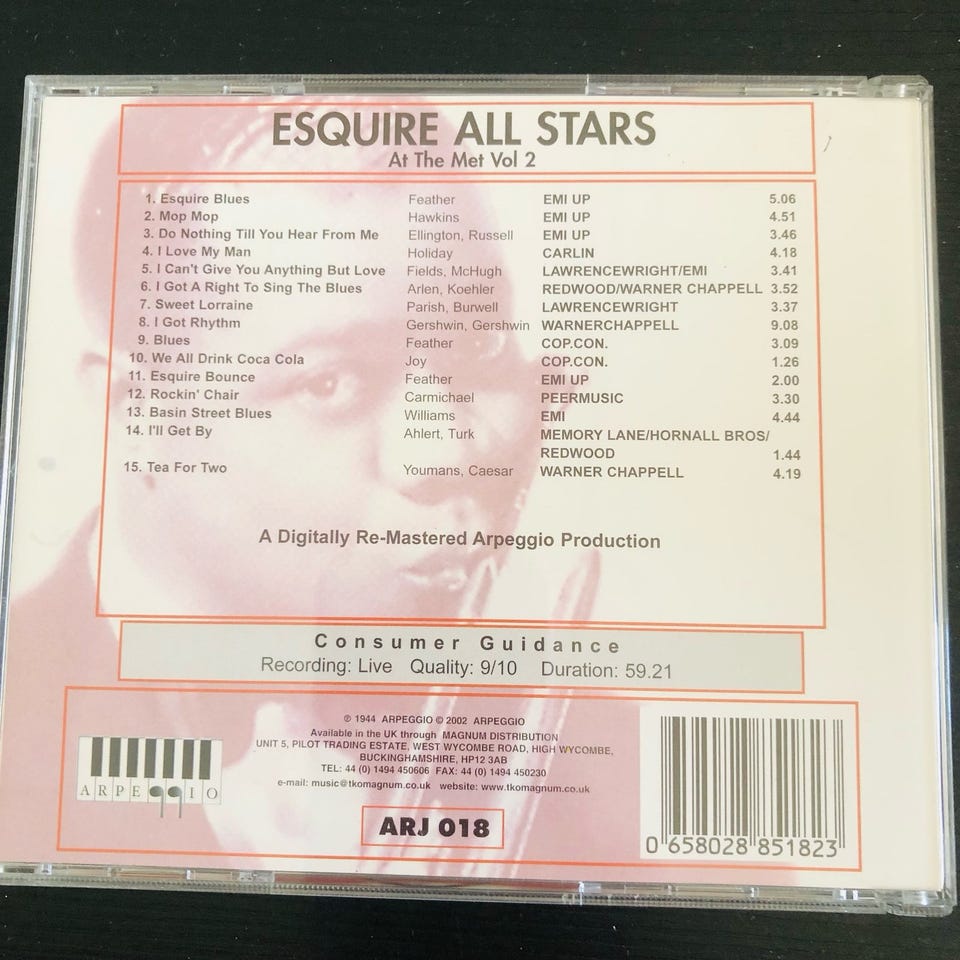 ESQUIRE ALL STARS
At The Met Vol 2
1. Esquire Blues Feather EMI UP 5.06
2. Mop Mop Hawkins EMI UP 4.51
3. Do Nothing Till You Hear From Me Ellington, Russell EMI UP 3.46
4. I Love My Man Holiday CARLIN 4.18
5. I Can't Give You Anything But Love Fields, McHugh LAWRENCEWRIGHT/EMI 3.41
6. I Got A Right To Sing The Blues Arlen, Koehler REDWOOD/WARNER CHAPPELL 3.52
7. Sweet Lorraine Parish, Burwell LAWRENCEWRIGHT 3.37
8. I Got Rhythm Gershwin, Gershwin WARNERCHAPPELL 9.08
9. Blues Feather COP.CON. 3.09
10. We All Drink Coca Cola Joy COP.CON. 1.26
11. Esquire Bounce Feather EMI UP 2.00
12. Rockin' Chair Carmichael PEERMUSIC 3.30
13. Basin Street Blues Williams EMI 4.44
14. I'll Get By Ahlert, Turk MEMORY LANE/HORNALL BROS/
REDWOOD 1.44
15. Tea For Two Youmans, Caesar WARNER CHAPPELL 4.19
A Digitally Re-Mastered Arpeggio Production
Consumer Guidance
Recording: Live Quality: 9/10 Duration: 59.21
℗ 1944 ARPEGGIO © 2002 ARPEGGIO
Available in the UK through MAGNUM DISTRIBUTION
UNIT 5, PILOT TRADING ESTATE, WEST WYCOMBE ROAD, HIGH WYCOMBE,
BUCKINGHAMSHIRE, HP12 3AB
TEL: 44 (0) 1494 450606 FAX: 44 (0) 1494 450230
e-mail: music@tkomagnum.co.uk website: www.tkomagnum.co.uk
ARPEGGIO
ARJ 018
0 658028 851823